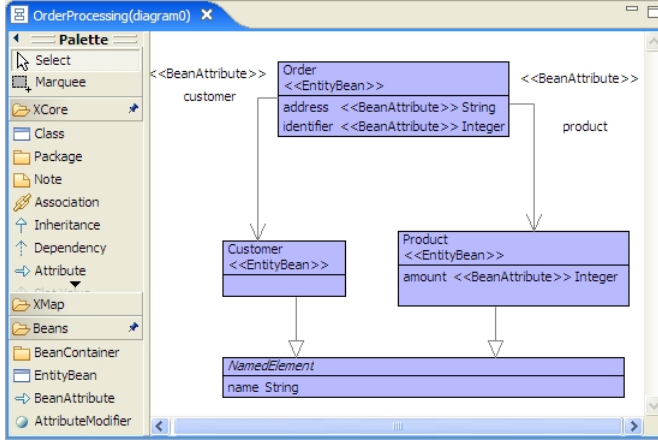 OrderProcessing(diagram0)
Palette
Select
Marquee
XCore
Class
Package
Note
Association
Inheritance
Dependency
Attribute
XMap
Beans
BeanContainer
EntityBean
BeanAttribute
AttributeModifier
<<BeanAttribute>>
customer
Order
<<EntityBean>>
address <<BeanAttribute>> String
identifier <<BeanAttribute>> Integer
<<BeanAttribute>>
product
Customer
<<EntityBean>>
Product
<<EntityBean>>
amount <<BeanAttribute>> Integer
NamedElement
name String